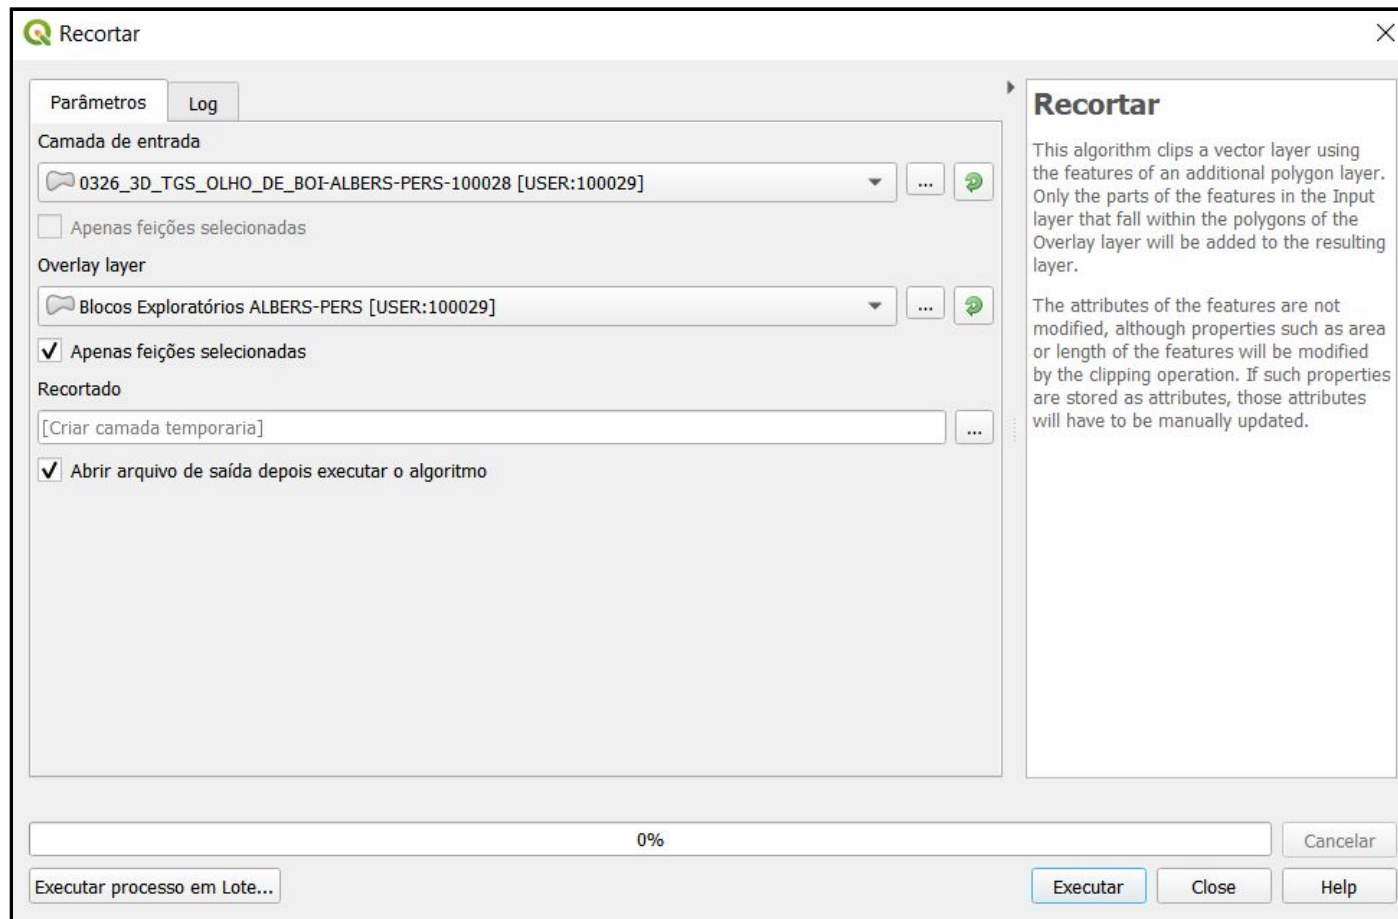 Recortar
Parâmetros
Log
Camada de entrada
0326_3D_TGS_OLHO_DE_BOI-ALBERS-PERS-100028 [USER:100029]
...
Apenas feições selecionadas
Overlay layer
Blocos Exploratórios ALBERS-PERS [USER:100029]
...
Apenas feições selecionadas
Recortado
[Criar camada temporaria]
...
Abrir arquivo de saída depois executar o algoritmo
Recortar
This algorithm clips a vector layer using
the features of an additional polygon layer.
Only the parts of the features in the Input
layer that fall within the polygons of the
Overlay layer will be added to the resulting
layer.
The attributes of the features are not
modified, although properties such as area
or length of the features will be modified
by the clipping operation. If such properties
are stored as attributes, those attributes
will have to be manually updated.
0%
Cancelar
Executar processo em Lote...
Executar
Close
Help